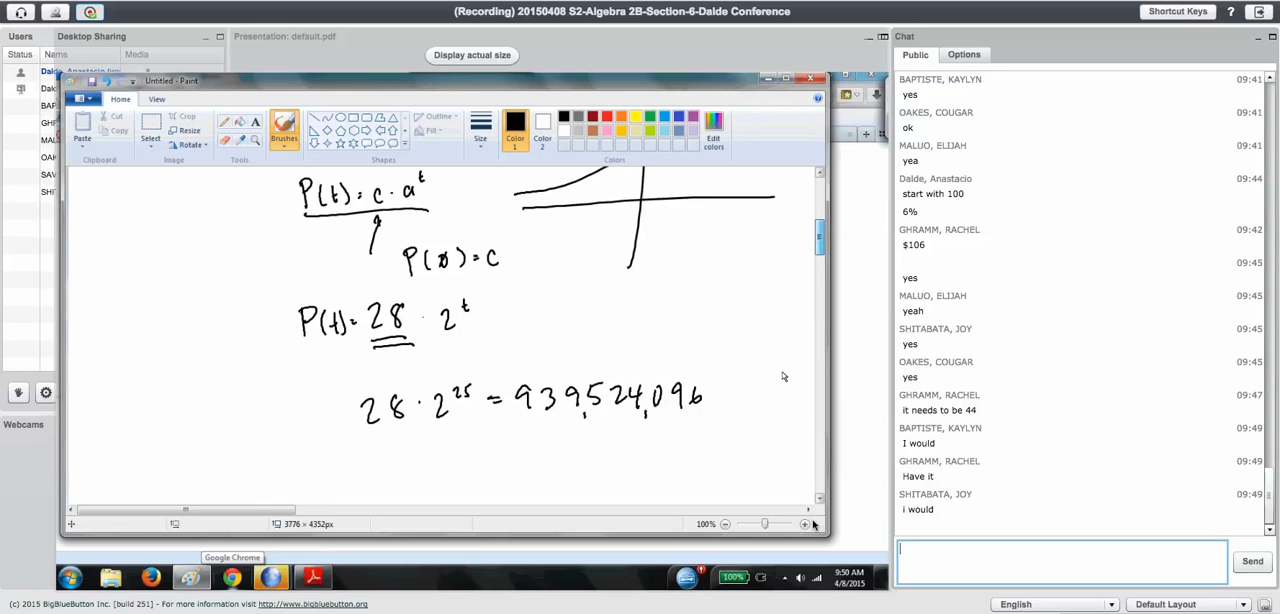 (Recording) 20150408 S2-Algebra 2B-Section-6-Dalde Conference
Shortcut Keys
?
Users
Desktop Sharing
Presentation: default.pdf
Chat
Status
Name
Media
Display actual size
Public
Options
Untitled - Paint
Home
View
Paste
Cut
Copy
Select
Crop
Resize
Rotate
A
Brushes
Outline
Fill
Size
Color 1
Color 2
Edit colors
Clipboard
Image
Tools
Shapes
Colors
P(t) = c · a^t
P(0) = c
P(t) = 28 · 2^t
28 · 2^25 = 939,524,096
3776 × 4352px
100%
Webcams
Google Chrome
100%
9:50 AM
4/8/2015
BAPTISTE, KAYLYN 09:41
yes
OAKES, COUGAR 09:41
ok
MALUO, ELIJAH 09:41
yea
Dalde, Anastacio 09:44
start with 100
6%
GHRAMM, RACHEL 09:42
$106
09:45
yes
MALUO, ELIJAH 09:45
yeah
SHITABATA, JOY 09:45
yes
OAKES, COUGAR 09:45
yes
GHRAMM, RACHEL 09:47
it needs to be 44
BAPTISTE, KAYLYN 09:49
I would
GHRAMM, RACHEL 09:49
Have it
SHITABATA, JOY 09:49
i would
Send
(c) 2015 BigBlueButton Inc. [build 251] - For more information visit http://www.bigbluebutton.org
English
Default Layout